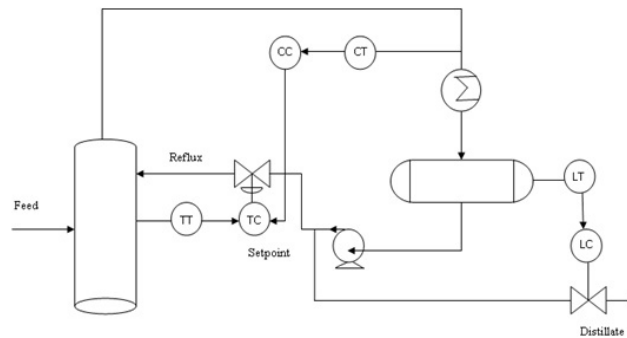 CC
CT
Reflux
LT
Feed
TT
TC
Setpoint
LC
Distillate